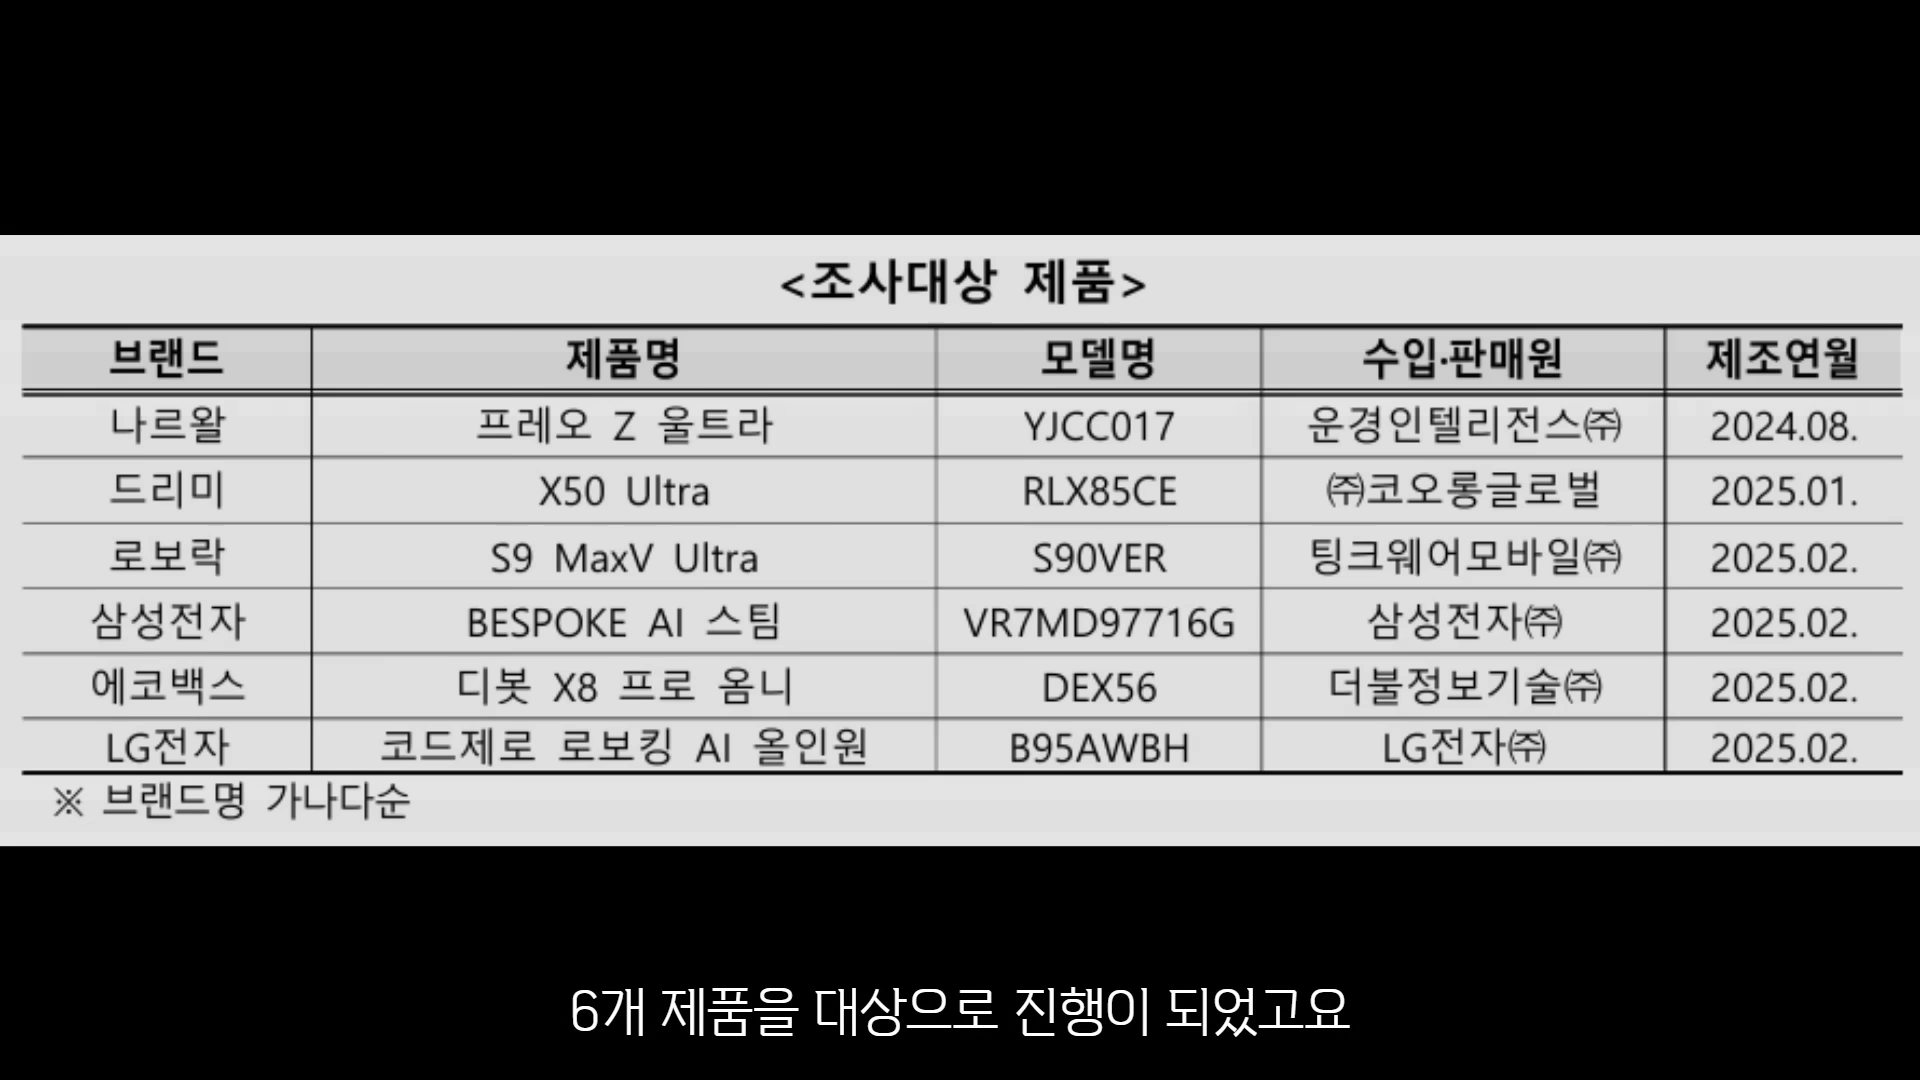 <조사대상 제품>
브랜드 제품명 모델명 수입·판매원 제조연월
나르왈 프레오 Z 울트라 YJCC017 운경인텔리전스㈜ 2024.08.
드리미 X50 Ultra RLX85CE ㈜코오롱글로벌 2025.01.
로보락 S9 MaxV Ultra S90VER 팅크웨어모바일㈜ 2025.02.
삼성전자 BESPOKE AI 스팀 VR7MD97716G 삼성전자㈜ 2025.02.
에코백스 디봇 X8 프로 옴니 DEX56 더불정보기술㈜ 2025.02.
LG전자 코드제로 로보킹 AI 올인원 B95AWBH LG전자㈜ 2025.02.
※ 브랜드명 가나다순
6개 제품을 대상으로 진행이 되었고요